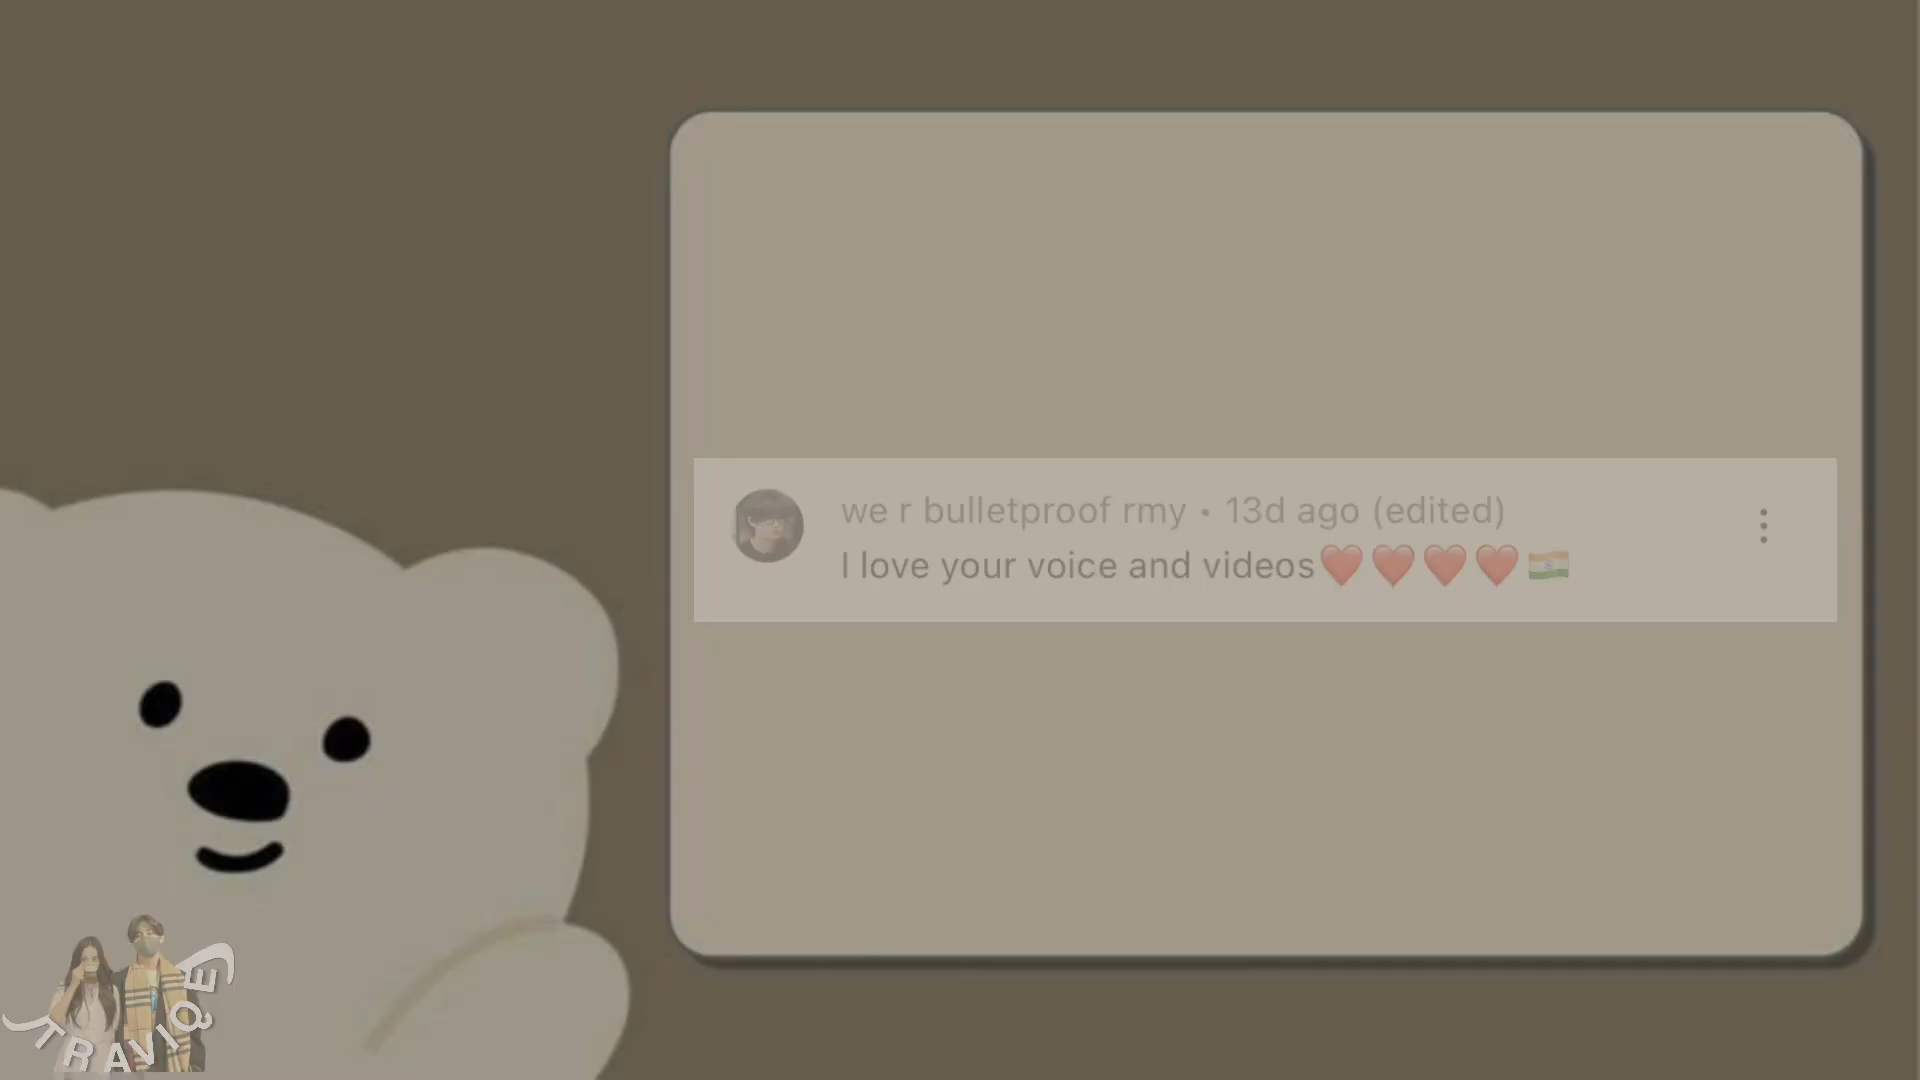 we r bulletproof rmy • 13d ago (edited)
I love your voice and videos❤️❤️❤️❤️🇮🇳
TRAVIQE